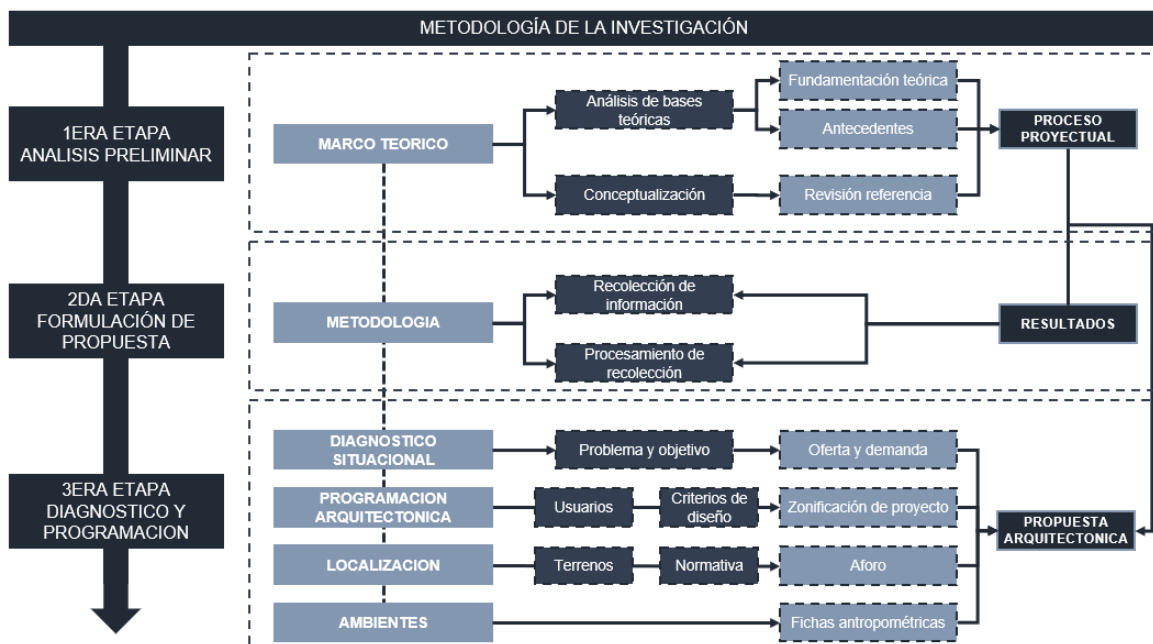 METODOLOGÍA DE LA INVESTIGACIÓN
1ERA ETAPA
ANALISIS PRELIMINAR
MARCO TEORICO
Análisis de bases
teóricas
Conceptualización
Fundamentación teórica
Antecedentes
Revisión referencia
PROCESO
PROYECTUAL
2DA ETAPA
FORMULACIÓN DE
PROPUESTA
METODOLOGIA
Recolección de
información
Procesamiento de
recolección
RESULTADOS
3ERA ETAPA
DIAGNOSTICO Y
PROGRAMACION
DIAGNOSTICO
SITUACIONAL
Problema y objetivo
Oferta y demanda
PROGRAMACION
ARQUITECTONICA
Usuarios
Criterios de
diseño
Zonificación de proyecto
LOCALIZACION
Terrenos
Normativa
Aforo
AMBIENTES
Fichas antropométricas
PROPUESTA
ARQUITECTONICA